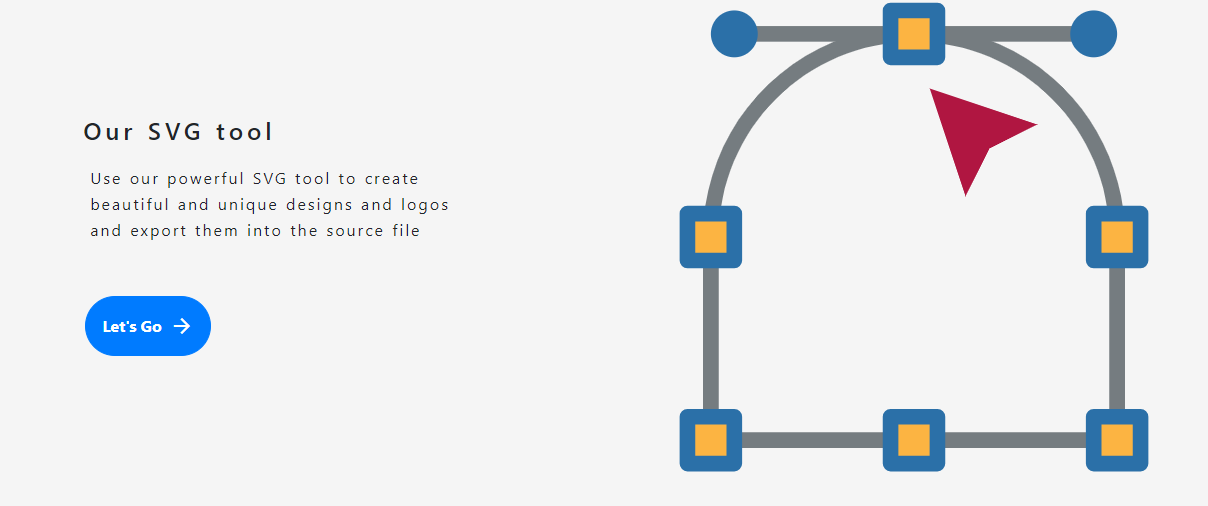 Our SVG tool
Use our powerful SVG tool to create
beautiful and unique designs and logos
and export them into the source file
Let's Go